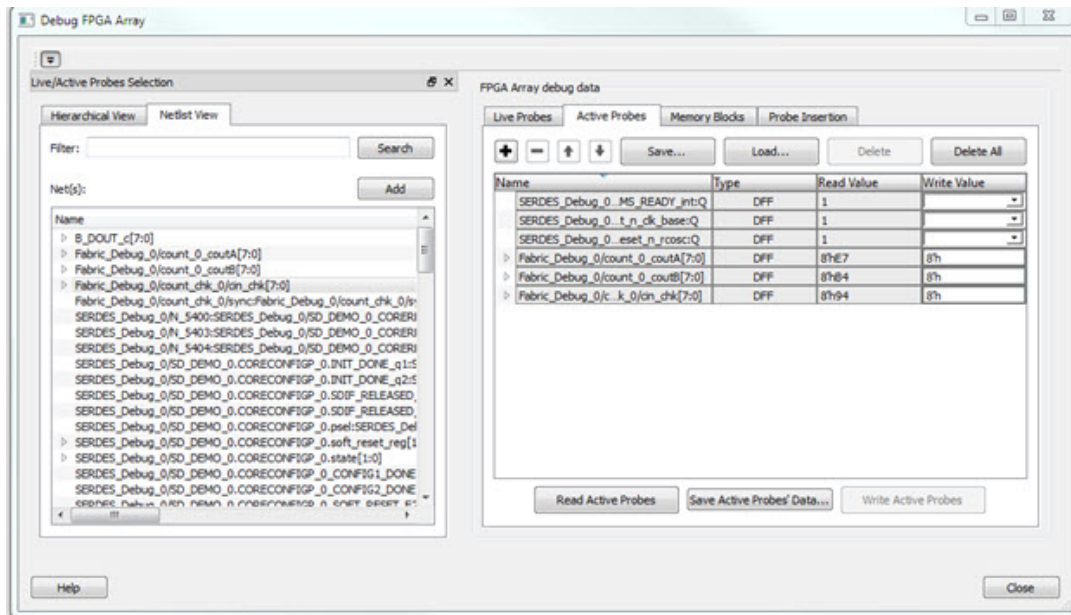 Debug FPGA Array
Live/Active Probes Selection
Hierarchical View Netlist View
Filter: Search
Net(s): Add
Name
B_DOUT_c[7:0]
Fabric_Debug_0/count_0_coutA[7:0]
Fabric_Debug_0/count_0_coutB[7:0]
Fabric_Debug_0/count_chk_0/cin_chk[7:0]
Fabric_Debug_0/count_chk_0/sync:Fabric_Debug_0/count_chk_0/s
SERDES_Debug_0/N_5400:SERDES_Debug_0/SD_DEMO_0_CORERI
SERDES_Debug_0/N_5403:SERDES_Debug_0/SD_DEMO_0_CORERI
SERDES_Debug_0/N_5404:SERDES_Debug_0/SD_DEMO_0_CORERI
SERDES_Debug_0/SD_DEMO_0.CORECONFIGP_0.INIT_DONE_q1:S
SERDES_Debug_0/SD_DEMO_0.CORECONFIGP_0.INIT_DONE_q2:S
SERDES_Debug_0/SD_DEMO_0.CORECONFIGP_0.SDIF_RELEASED_
SERDES_Debug_0/SD_DEMO_0.CORECONFIGP_0.SDIF_RELEASED_
SERDES_Debug_0/SD_DEMO_0.CORECONFIGP_0.psel:SERDES_Del
SERDES_Debug_0/SD_DEMO_0.CORECONFIGP_0.soft_reset_reg[1
SERDES_Debug_0/SD_DEMO_0.CORECONFIGP_0.state[1:0]
SERDES_Debug_0/SD_DEMO_0.CORECONFIGP_0_CONFIG1_DONE
SERDES_Debug_0/SD_DEMO_0.CORECONFIGP_0_CONFIG2_DONE
FPGA Array debug data
Live Probes Active Probes Memory Blocks Probe Insertion
Save... Load... Delete Delete All
Name Type Read Value Write Value
SERDES_Debug_0...MS_READY_int:Q DFF 1
SERDES_Debug_0...t_n_clk_base:Q DFF 1
SERDES_Debug_0...eset_n_rcosc:Q DFF 1
Fabric_Debug_0/count_0_coutA[7:0] DFF 8'hE7 8'h
Fabric_Debug_0/count_0_coutB[7:0] DFF 8'hB4 8'h
Fabric_Debug_0/c...k_0/cin_chk[7:0] DFF 8'h94 8'h
Read Active Probes Save Active Probes' Data... Write Active Probes
Help Close